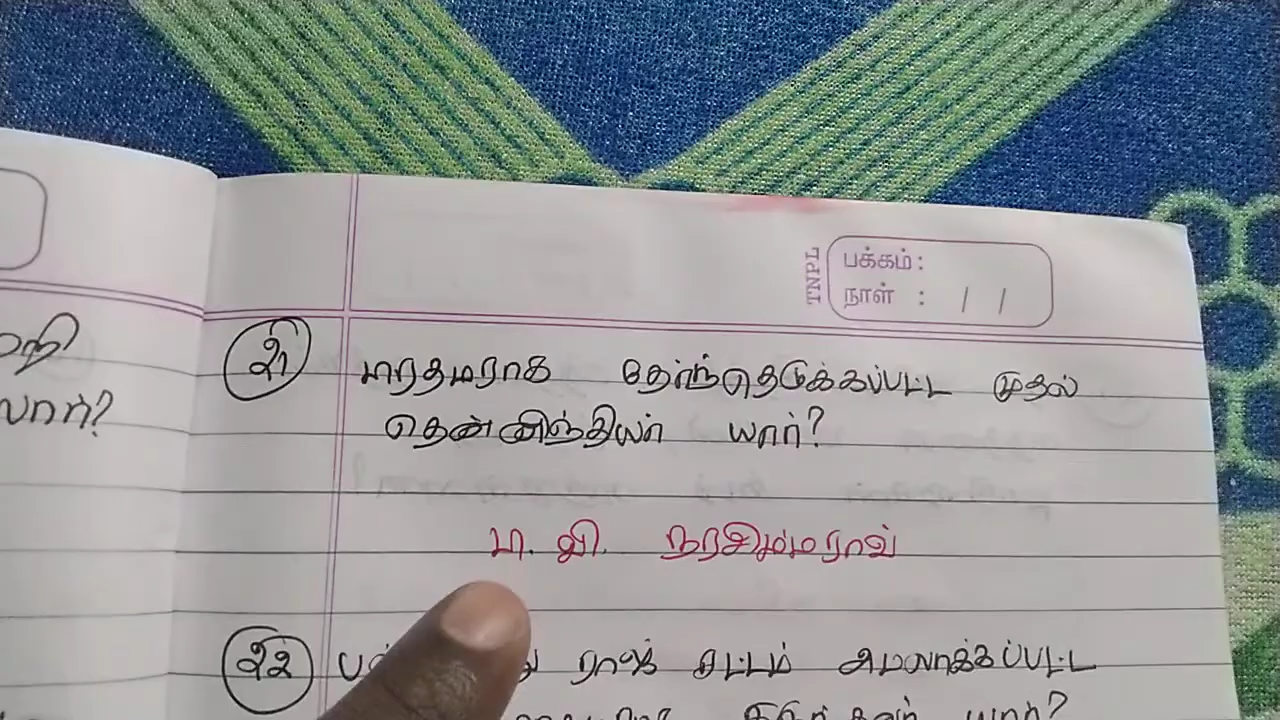 றி
லார்?
TNPL
பக்கம் :
நாள் : / /
21 பிரதமராக தேர்ந்தெடுக்கப்பட்ட முதல்
தென்னிந்தியர் யார்?
பி. வி. நரசிம்மராவ்
22 ராஜ் சட்டம் அமலாக்கப்பட்ட
யார்?